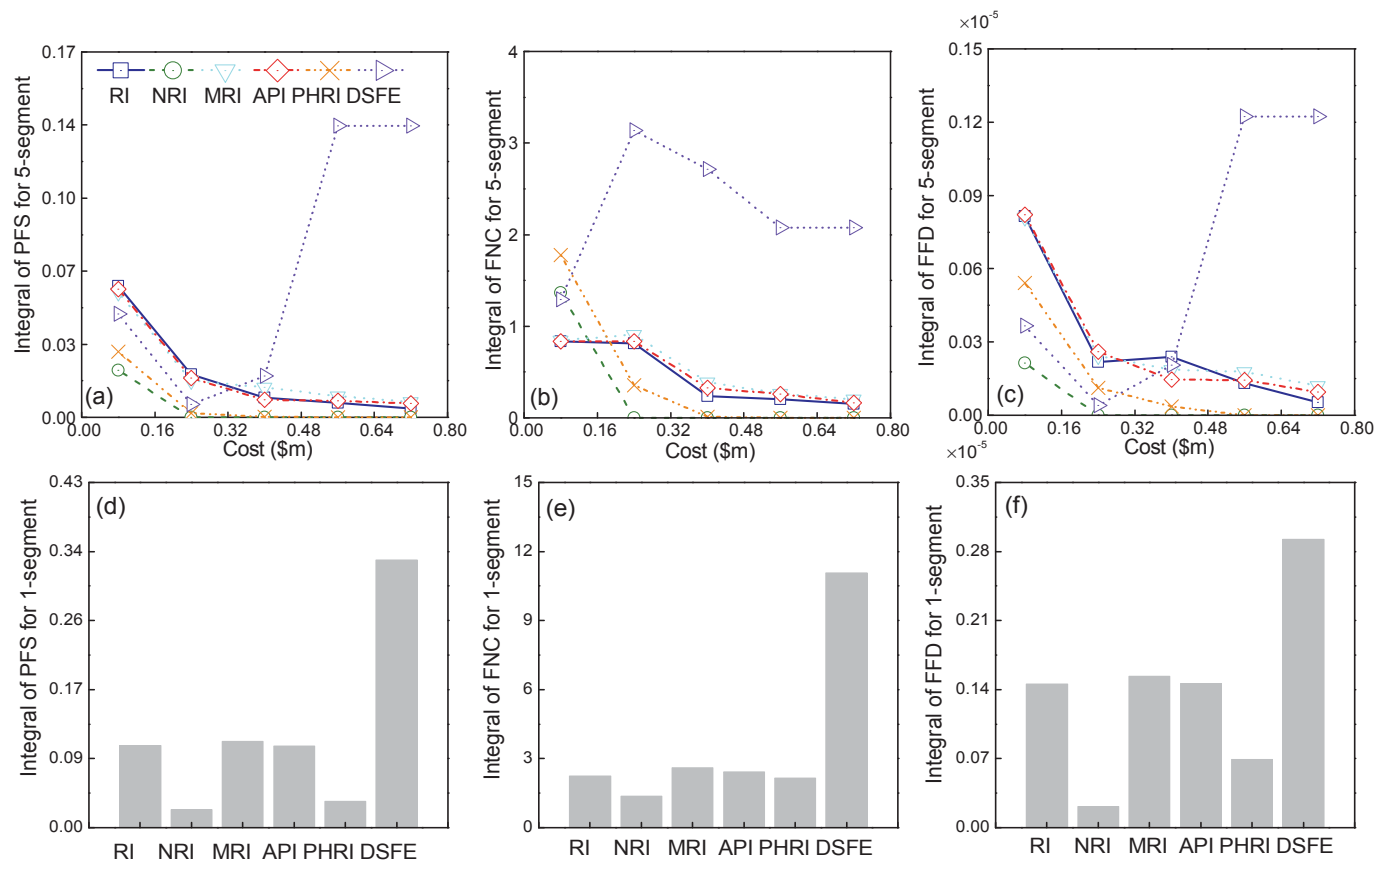 ×10⁻⁵
0.17
0.14
0.10
0.07
0.03
0.00
Integral of PFS for 5-segment
RI NRI MRI API PHRI DSFE
(a)
0.00 0.16 0.32 0.48 0.64 0.80
Cost ($m)
4
3
2
1
0
Integral of FNC for 5-segment
(b)
0.00 0.16 0.32 0.48 0.64 0.80
Cost ($m)
0.15
0.12
0.09
0.06
0.03
0.00
Integral of FFD for 5-segment
(c)
0.00 0.16 0.32 0.48 0.64 0.80
Cost ($m)
0.43
0.34
0.26
0.17
0.09
0.00
Integral of PFS for 1-segment
(d)
RI NRI MRI API PHRI DSFE
15
12
9
6
3
0
Integral of FNC for 1-segment
(e)
RI NRI MRI API PHRI DSFE
×10⁻⁵
0.35
0.28
0.21
0.14
0.07
0.00
Integral of FFD for 1-segment
(f)
RI NRI MRI API PHRI DSFE